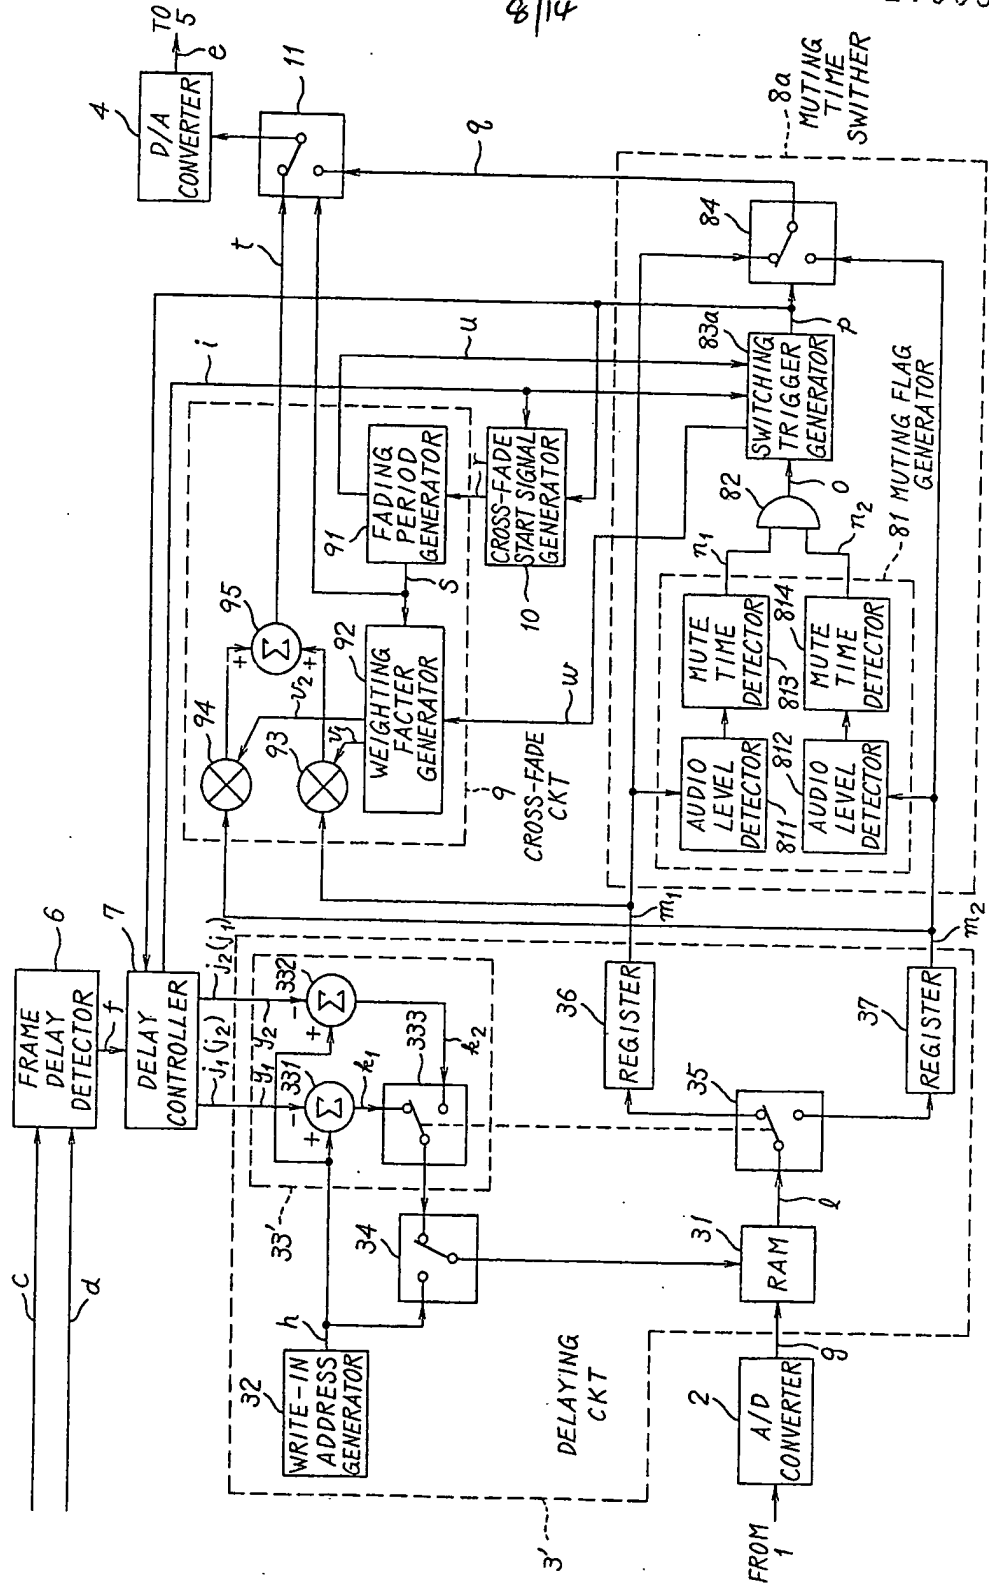 8/14
C
d
FRAME
DELAY
DETECTOR
6
f
DELAY
CONTROLLER
7
j1(j2)
j2(j1)
y1
y2
331
332
Σ
Σ
-
+
-
+
k1
k2
333
33'
34
h
32
WRITE-IN
ADDRESS
GENERATOR
DELAYING
CKT
3'
FROM
1
2
A/D
CONVERTER
g
31
RAM
l
35
36
REGISTER
37
REGISTER
m1
m2
94
93
95
Σ
+
+
v2
v1
92
WEIGHTING
FACTER
GENERATOR
91
FADING
PERIOD
GENERATOR
S
r
9
CROSS-FADE
CKT
10
CROSS-FADE
START SIGNAL
GENERATOR
i
u
t
w
4
D/A
CONVERTER
e
TO
5
11
q
AUDIO
LEVEL
DETECTOR
811
AUDIO
LEVEL
DETECTOR
812
MUTE
TIME
DETECTOR
813
MUTE
TIME
DETECTOR
814
n1
n2
82
O
81 MUTING FLAG
GENERATOR
83a
SWITCHING
TRIGGER
GENERATOR
p
84
8a
MUTING
TIME
SWITHER